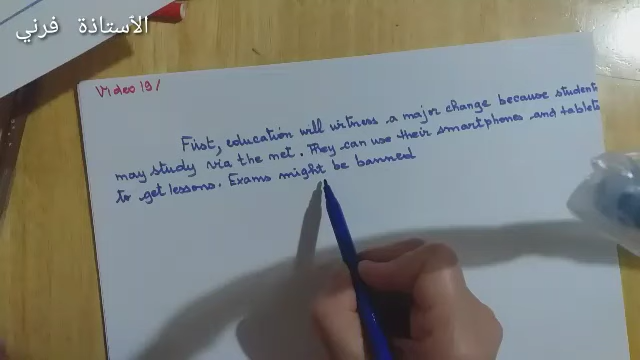 الأستاذة فرني
Video 19/
First, education will witness a major change because students
may study via the net. They can use their smartphones and tablets
to get lessons. Exams might be banned